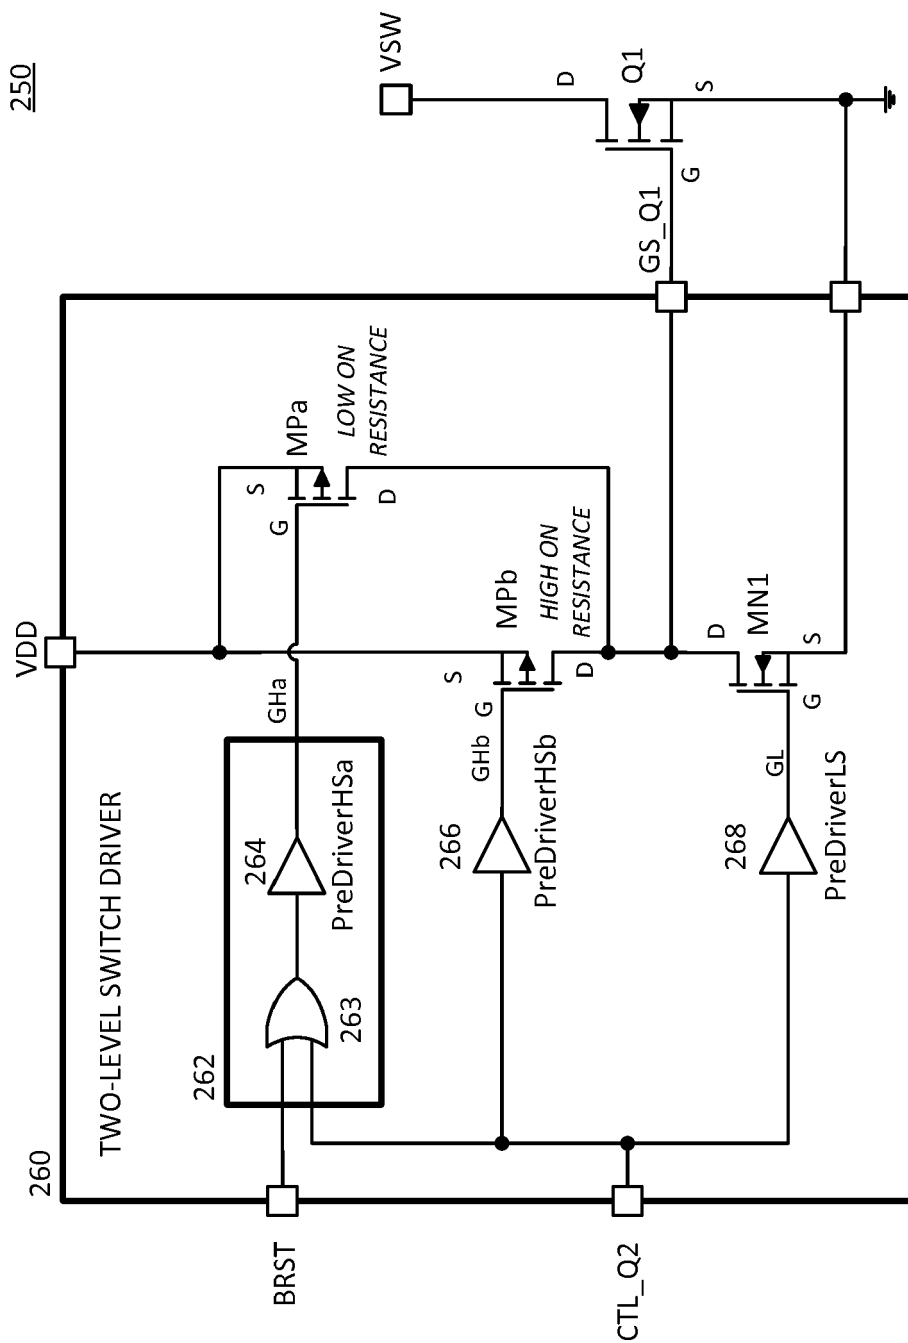 250
260
TWO-LEVEL SWITCH DRIVER
VDD
VSW
262
263
264
PreDriverHSa
GHa
G
S
D
MPa
LOW ON
RESISTANCE
D
Q1
S
G
GS_Q1
BRST
266
PreDriverHSb
GHb
G
S
D
MPb
HIGH ON
RESISTANCE
CTL_Q2
268
PreDriverLS
GL
G
D
MN1
S